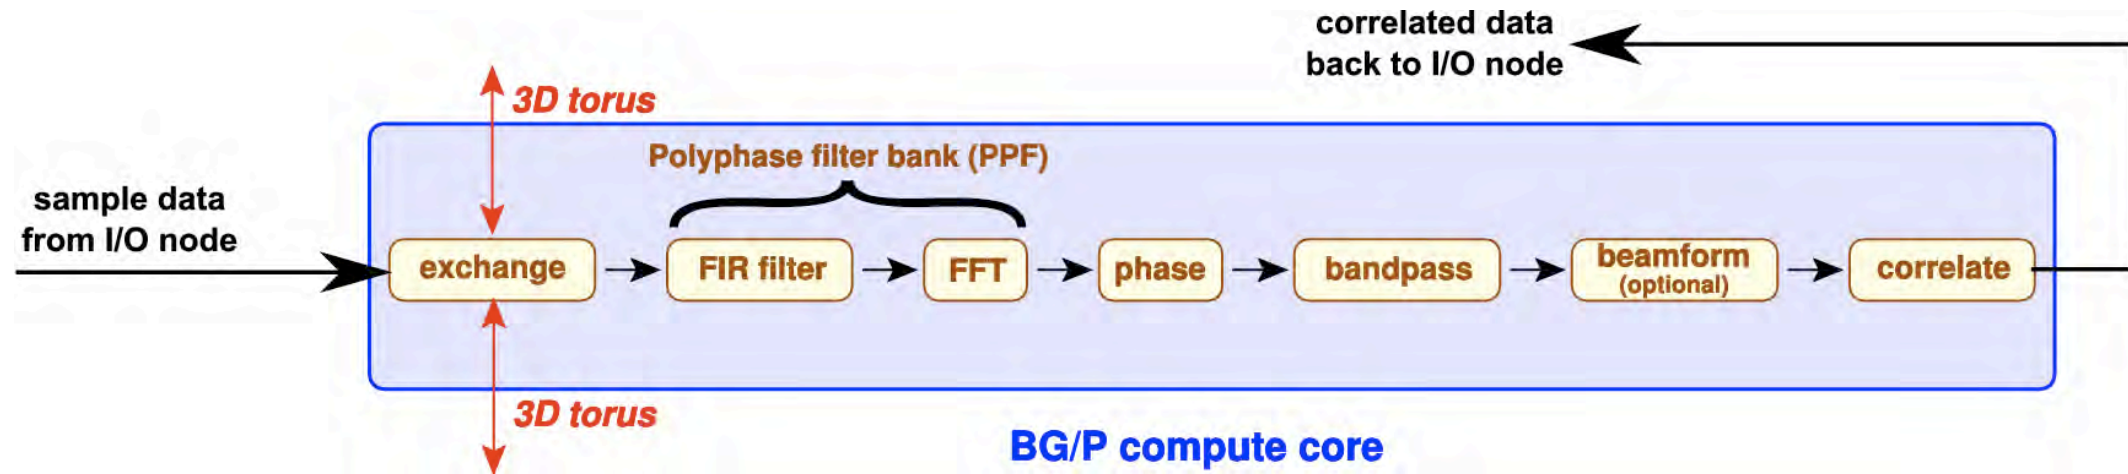 correlated data
back to I/O node
3D torus
Polyphase filter bank (PPF)
sample data
from I/O node
exchange
FIR filter
FFT
phase
bandpass
beamform
(optional)
correlate
3D torus
BG/P compute core